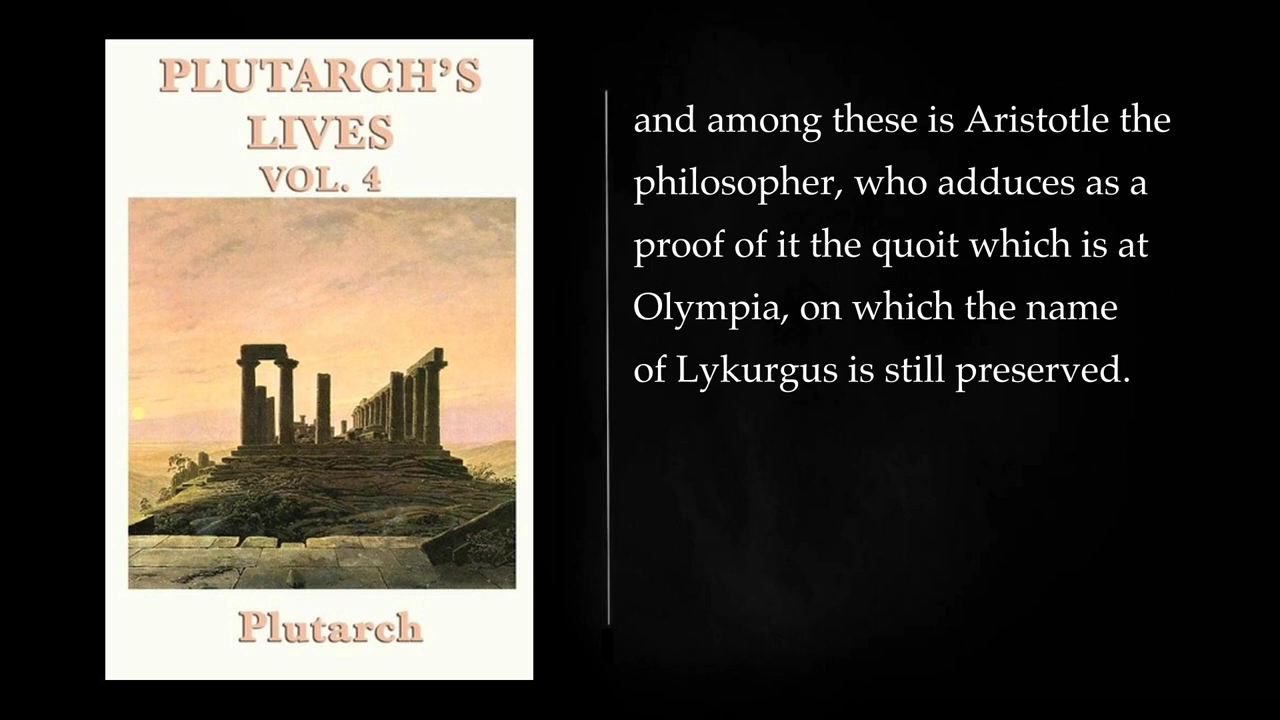 PLUTARCH'S
LIVES
VOL. 4
Plutarch
and among these is Aristotle the
philosopher, who adduces as a
proof of it the quoit which is at
Olympia, on which the name
of Lykurgus is still preserved.